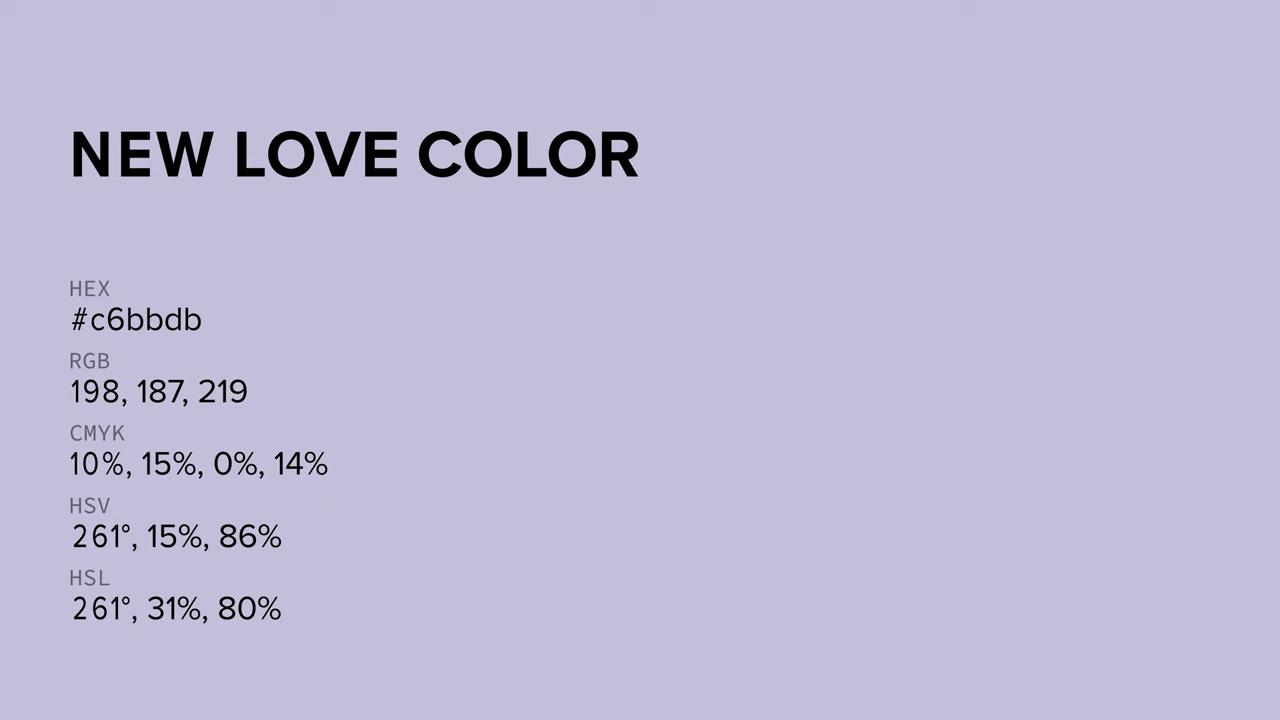 NEW LOVE COLOR
HEX
#c6bbdb
RGB
198, 187, 219
CMYK
10%, 15%, 0%, 14%
HSV
261°, 15%, 86%
HSL
261°, 31%, 80%